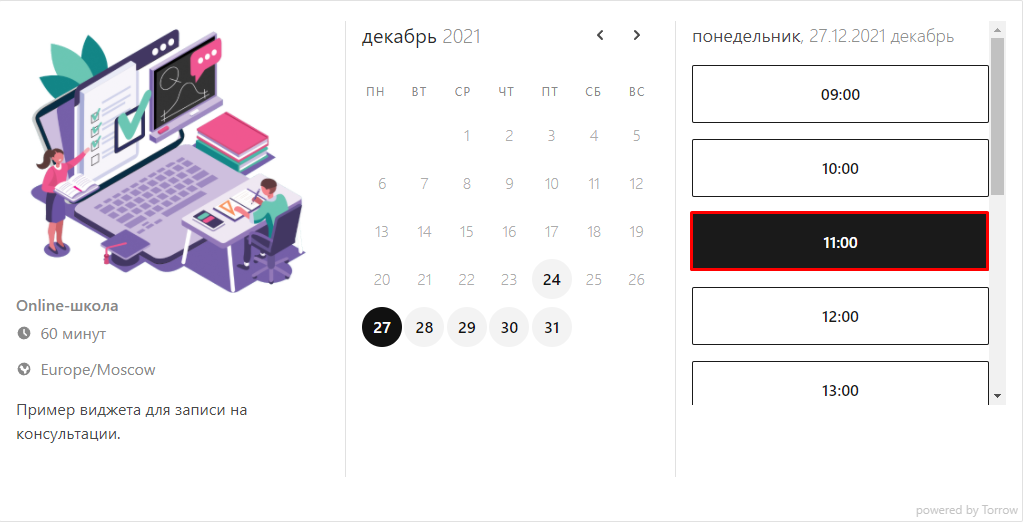 Online-школа
60 минут
Europe/Moscow
Пример виджета для записи на
консультации.
декабрь 2021
ПН ВТ СР ЧТ ПТ СБ ВС
1 2 3 4 5
6 7 8 9 10 11 12
13 14 15 16 17 18 19
20 21 22 23 24 25 26
27 28 29 30 31
понедельник, 27.12.2021 декабрь
09:00
10:00
11:00
12:00
13:00
powered by Torrow